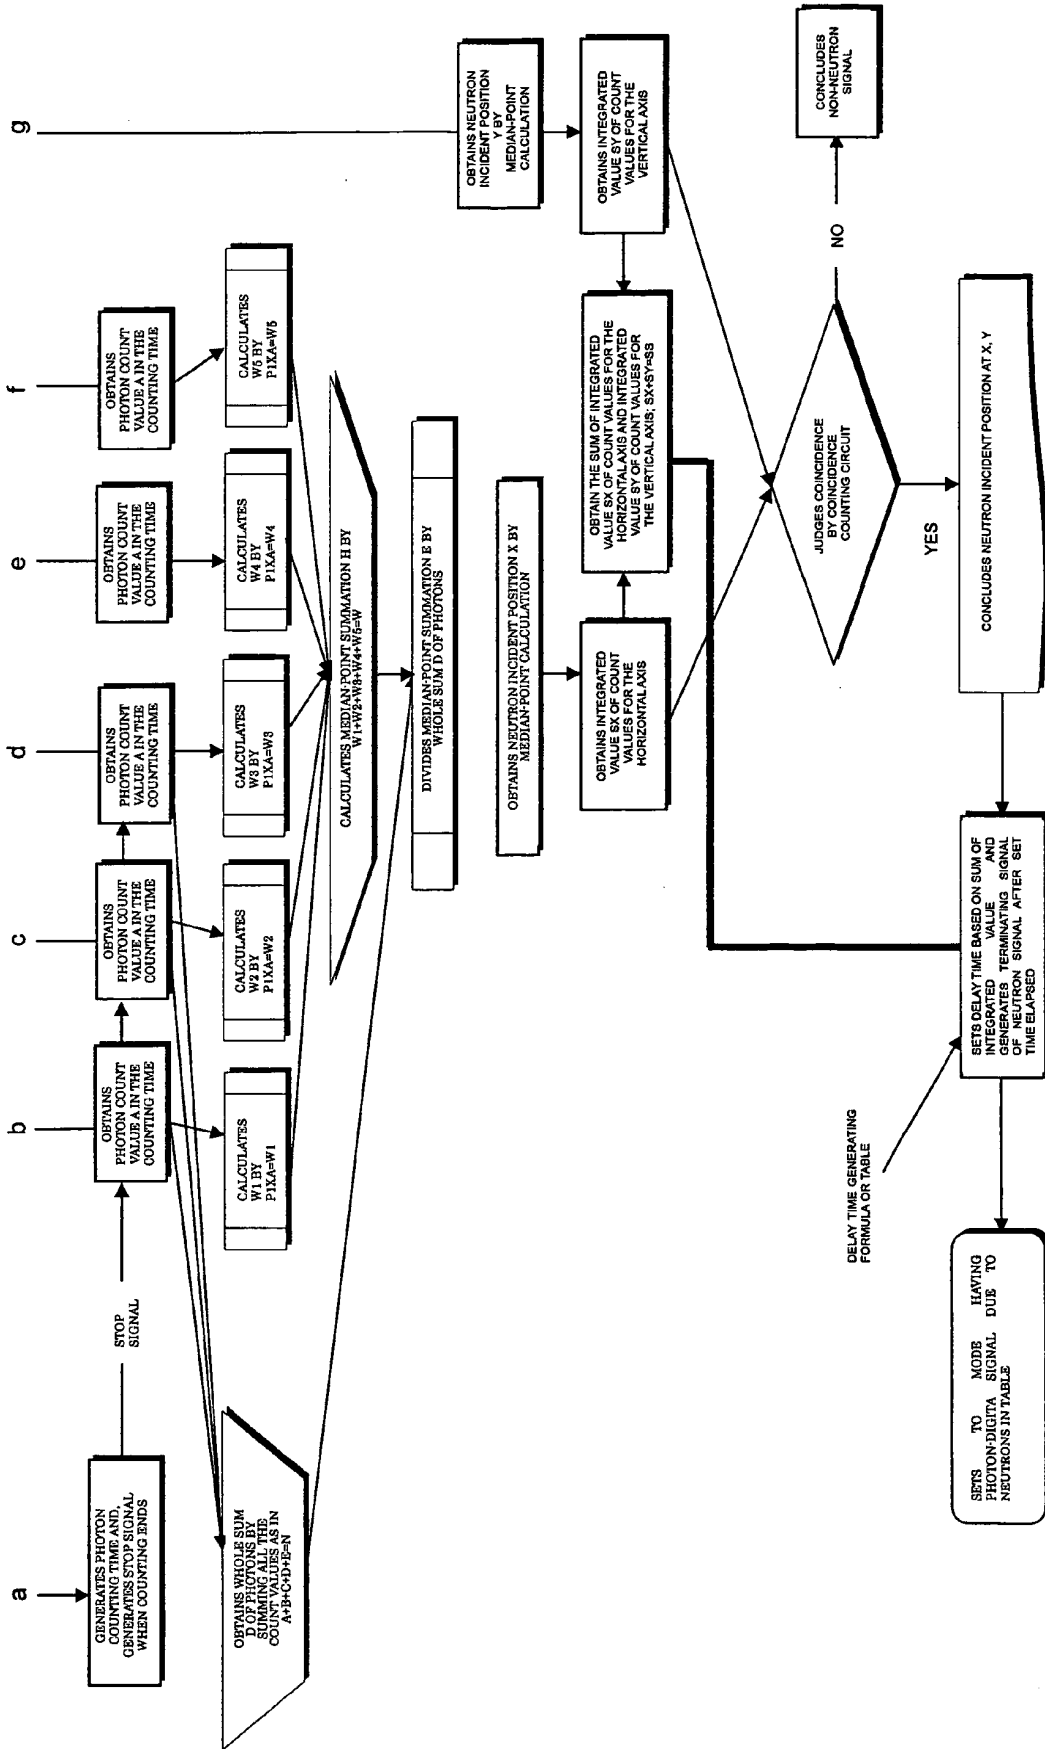 a
b
c
d
e
f
g
GENERATES PHOTON
COUNTING TIME AND,
GENERATES STOP SIGNAL
WHEN COUNTING ENDS
STOP
SIGNAL
OBTAINS
PHOTON COUNT
VALUE A IN THE
COUNTING TIME
OBTAINS
PHOTON COUNT
VALUE A IN THE
COUNTING TIME
OBTAINS
PHOTON COUNT
VALUE A IN THE
COUNTING TIME
OBTAINS
PHOTON COUNT
VALUE A IN THE
COUNTING TIME
OBTAINS
PHOTON COUNT
VALUE A IN THE
COUNTING TIME
OBTAINS WHOLE SUM
D OF PHOTONS BY
SUMMING ALL THE
COUNT VALUES AS IN
A+B+C+D+E=N
CALCULATES
W1 BY
P1XA=W1
CALCULATES
W2 BY
P1XA=W2
CALCULATES
W3 BY
P1XA=W3
CALCULATES
W4 BY
P1XA=W4
CALCULATES
W5 BY
P1XA=W5
CALCULATES MEDIAN-POINT SUMMATION H BY
W1+W2+W3+W4+W5=W
DIVIDES MEDIAN-POINT SUMMATION E BY
WHOLE SUM D OF PHOTONS
OBTAINS NEUTRON INCIDENT POSITION X BY
MEDIAN-POINT CALCULATION
OBTAINS NEUTRON
INCIDENT POSITION
Y BY
MEDIAN-POINT
CALCULATION
OBTAINS INTEGRATED
VALUE SX OF COUNT
VALUES FOR THE
HORIZONTAL AXIS
OBTAIN THE SUM OF INTEGRATED
VALUE SX OF COUNT VALUES FOR THE
HORIZONTAL AXIS AND INTEGRATED
VALUE SY OF COUNT VALUES FOR
THE VERTICAL AXIS; SX+SY=SS
OBTAINS INTEGRATED
VALUE SY OF COUNT
VALUES FOR THE
VERTICAL AXIS
JUDGES COICIDENCE
BY COINCIDENCE
COUNTING CIRCUIT
NO
CONCLUDES
NON-NEUTRON
SIGNAL
YES
CONCLUDES NEUTRON INCIDENT POSITION AT X, Y
DELAY TIME GENERATING
FORMULA OR TABLE
SETS DELAY TIME BASED ON SUM OF
INTEGRATED VALUE AND
GENERATES TERMINATING SIGNAL
OF NEUTRON SIGNAL AFTER SET
TIME ELAPSED
SETS TO MODE HAVING
PHOTON-DIGITA SIGNAL DUE TO
NEUTRONS IN TABLE